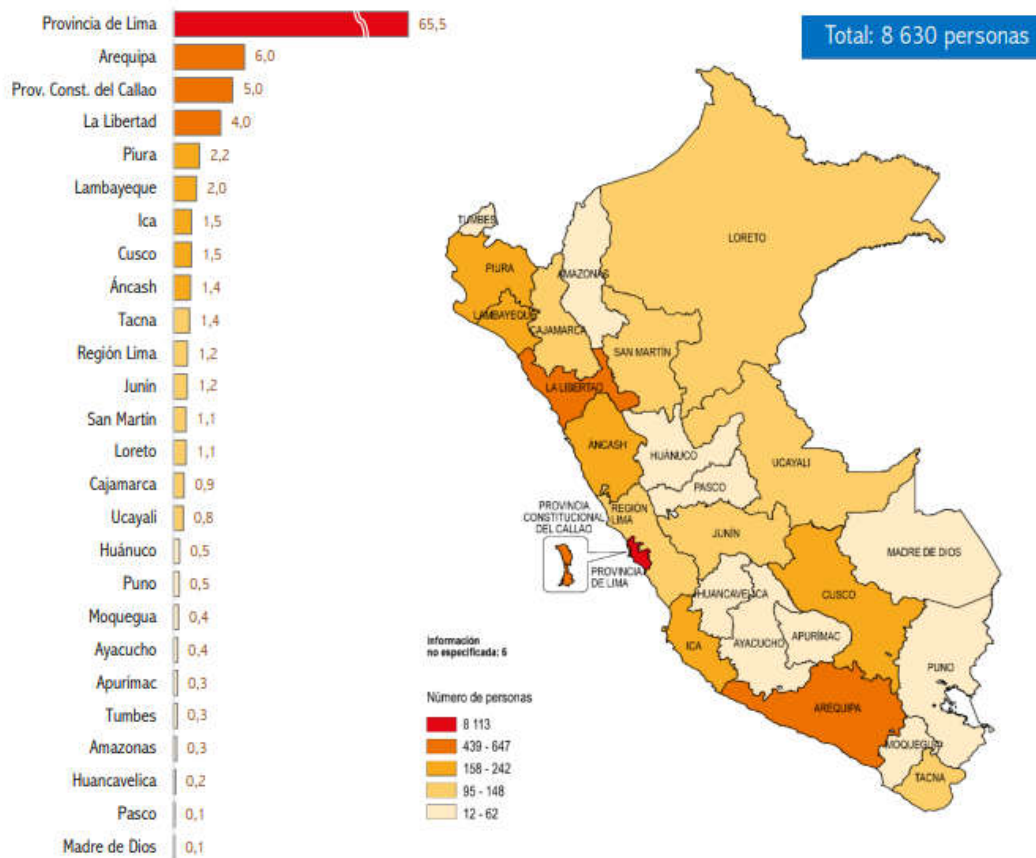 Provincia de Lima 65,5
Arequipa 6,0
Prov. Const. del Callao 5,0
La Libertad 4,0
Piura 2,2
Lambayeque 2,0
Ica 1,5
Cusco 1,5
Áncash 1,4
Tacna 1,4
Región Lima 1,2
Junín 1,2
San Martín 1,1
Loreto 1,1
Cajamarca 0,9
Ucayali 0,8
Huánuco 0,5
Puno 0,5
Moquegua 0,4
Ayacucho 0,4
Apurímac 0,3
Tumbes 0,3
Amazonas 0,3
Huancavelica 0,2
Pasco 0,1
Madre de Dios 0,1
Total: 8 630 personas
TUMBES
LORETO
PIURA
AMAZONAS
LAMBAYEQUE
CAJAMARCA
SAN MARTÍN
LA LIBERTAD
ÁNCASH
HUÁNUCO
UCAYALI
PASCO
PROVINCIA
CONSTITUCIONAL
DEL CALLAO
REGIÓN
LIMA
JUNÍN
MADRE DE DIOS
PROVINCIA
DE LIMA
HUANCAVELICA
CUSCO
ICA
AYACUCHO
APURÍMAC
PUNO
AREQUIPA
MOQUEGUA
TACNA
Información
no especificada: 6
Número de personas
8 113
439 - 647
158 - 242
95 - 148
12 - 62